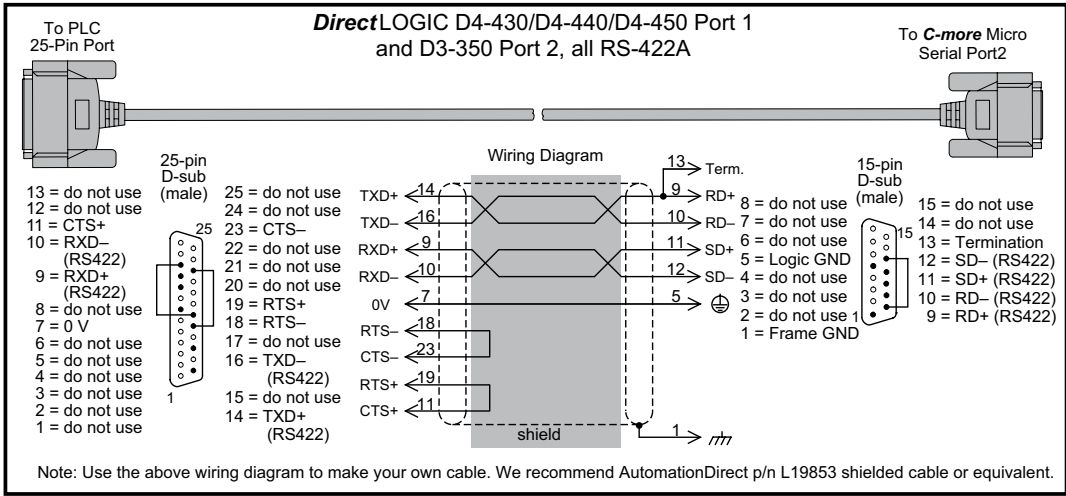 DirectLOGIC D4-430/D4-440/D4-450 Port 1
and D3-350 Port 2, all RS-422A
To PLC
25-Pin Port
To C-more Micro
Serial Port2
25-pin
D-sub
(male)
13 = do not use
12 = do not use
11 = CTS+
10 = RXD–
(RS422)
9 = RXD+
(RS422)
8 = do not use
7 = 0 V
6 = do not use
5 = do not use
4 = do not use
3 = do not use
2 = do not use
1 = do not use
25
1
25 = do not use
24 = do not use
23 = CTS–
22 = do not use
21 = do not use
20 = do not use
19 = RTS+
18 = RTS–
17 = do not use
16 = TXD–
(RS422)
15 = do not use
14 = TXD+
(RS422)
Wiring Diagram
13 Term.
TXD+ 14 9 RD+
TXD– 16 10 RD–
RXD+ 9 11 SD+
RXD– 10 12 SD–
0V 7 5
RTS– 18
CTS– 23
RTS+ 19
CTS+ 11
shield
1
8 = do not use
7 = do not use
6 = do not use
5 = Logic GND
4 = do not use
3 = do not use
2 = do not use
1 = Frame GND
15-pin
D-sub
(male)
15
1
15 = do not use
14 = do not use
13 = Termination
12 = SD– (RS422)
11 = SD+ (RS422)
10 = RD– (RS422)
9 = RD+ (RS422)
Note: Use the above wiring diagram to make your own cable. We recommend AutomationDirect p/n L19853 shielded cable or equivalent.